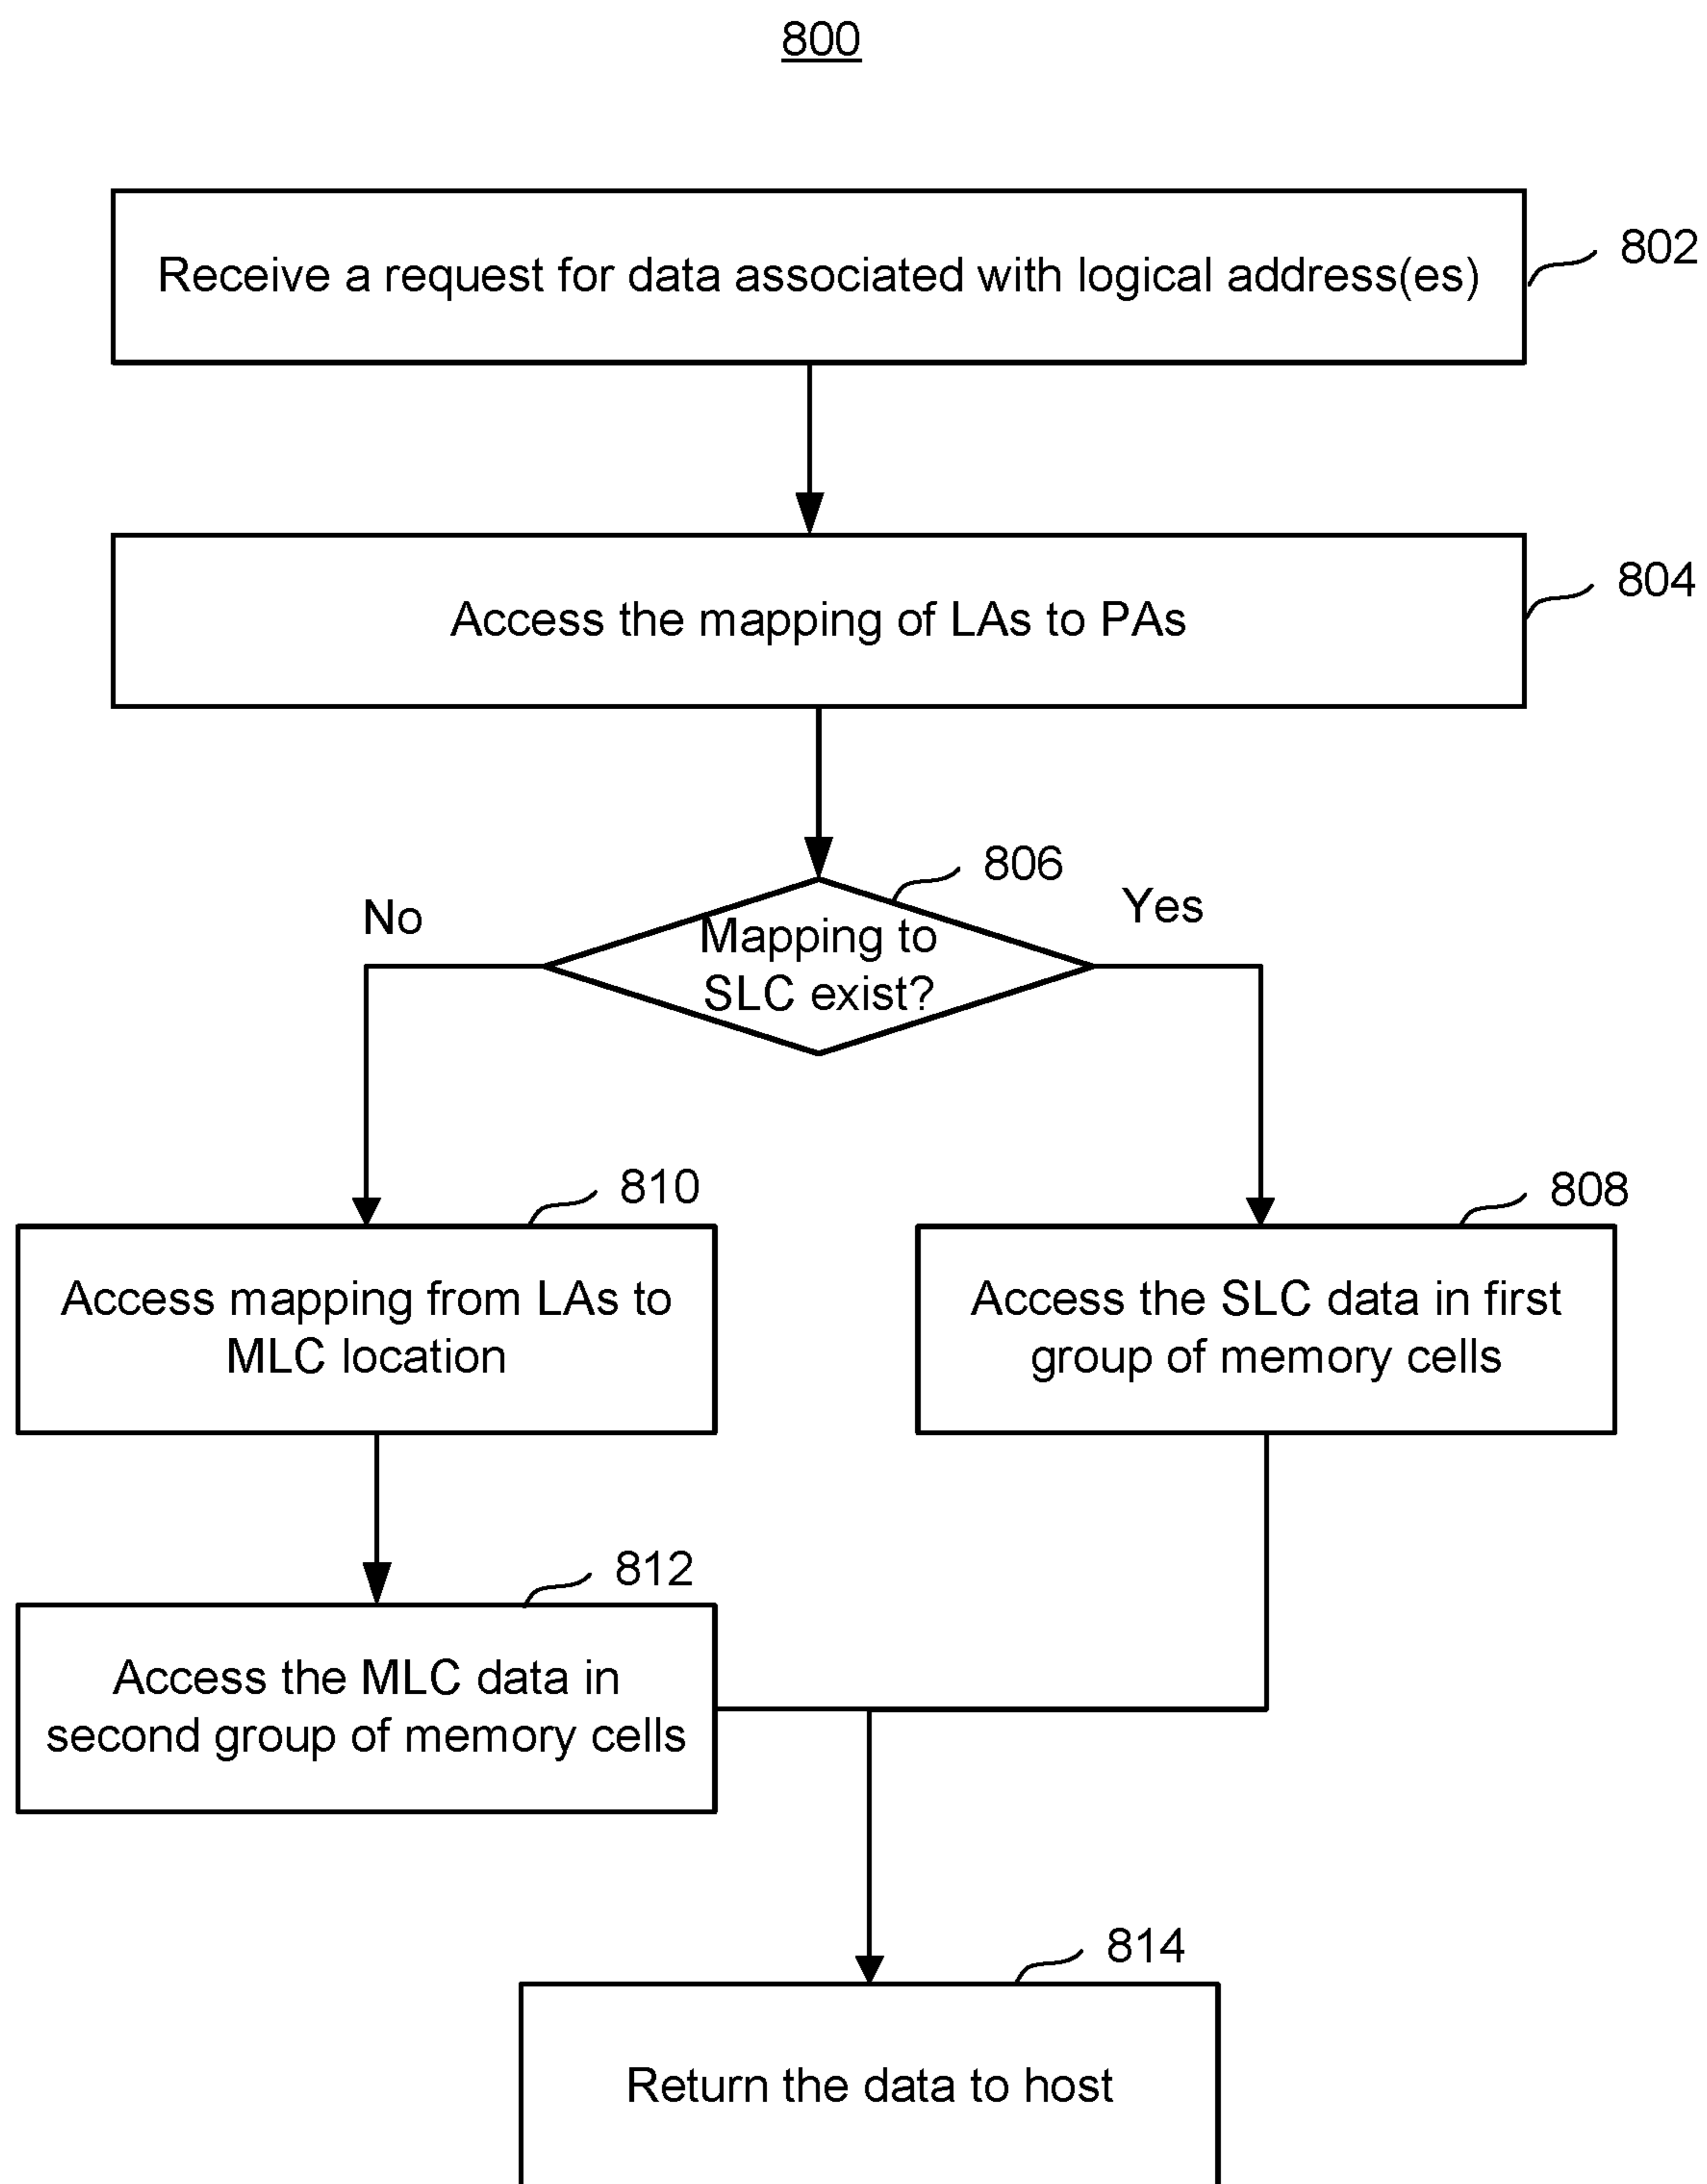 800
Receive a request for data associated with logical address(es)
802
Access the mapping of LAs to PAs
804
806
No
Yes
Mapping to
SLC exist?
810
808
Access mapping from LAs to
MLC location
Access the SLC data in first
group of memory cells
812
Access the MLC data in
second group of memory cells
814
Return the data to host